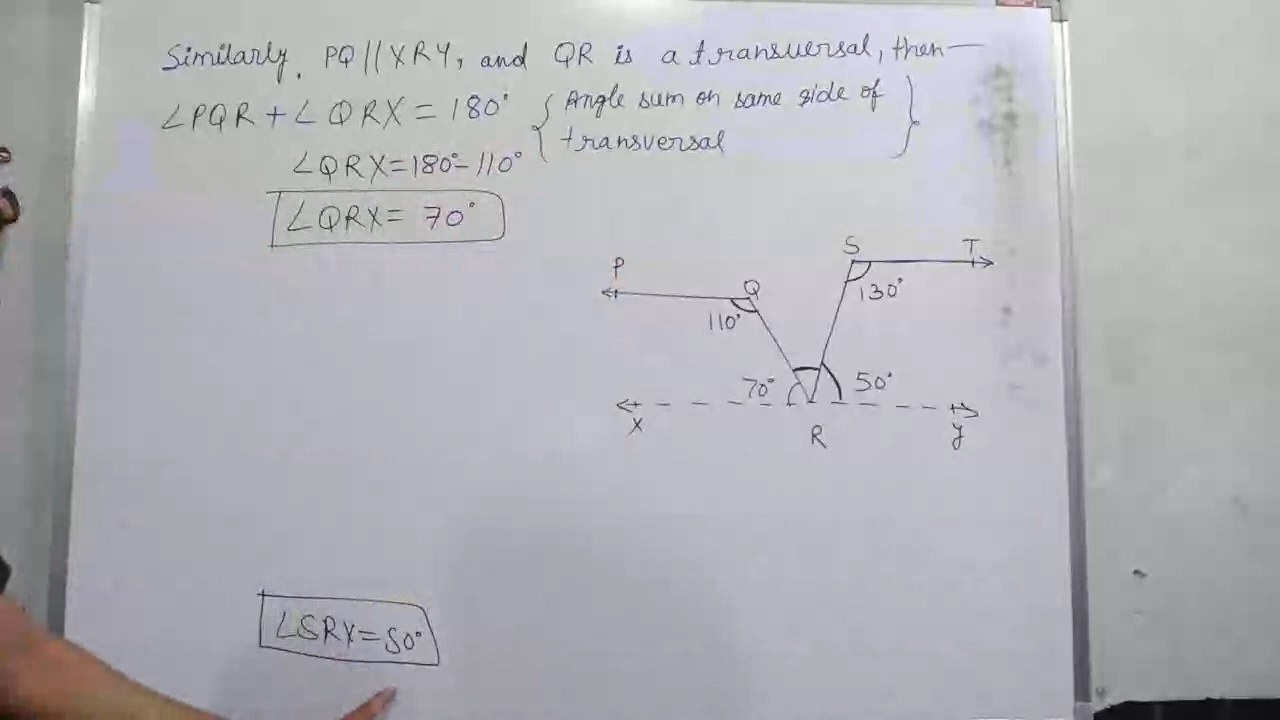 Similarly, PQ||XRY, and QR is a transversal, then—
∠PQR + ∠QRX = 180° { Angle sum on same side of
transversal }
∠QRX = 180° - 110°
∠QRX = 70°
S
T
P
Q
130°
110°
70°
50°
X
R
y
∠SRY = 50°